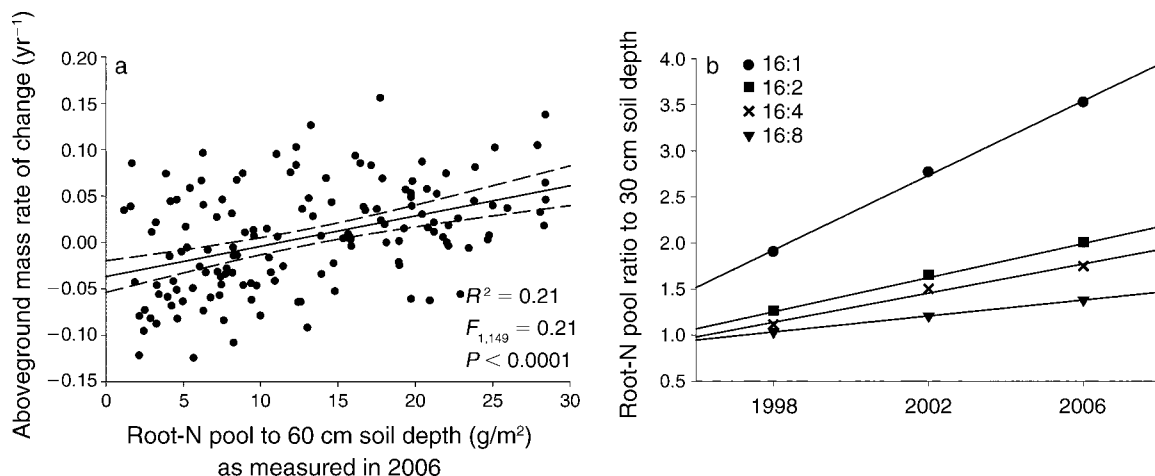 Aboveground mass rate of change (yr⁻¹)
a
0.20
0.15
0.10
0.05
0.00
−0.05
−0.10
−0.15
R² = 0.21
F₁,₁₄₉ = 0.21
P < 0.0001
0 5 10 15 20 25 30
Root-N pool to 60 cm soil depth (g/m²)
as measured in 2006
Root-N pool ratio to 30 cm soil depth
b
16:1
16:2
16:4
16:8
4.0
3.5
3.0
2.5
2.0
1.5
1.0
0.5
1998 2002 2006